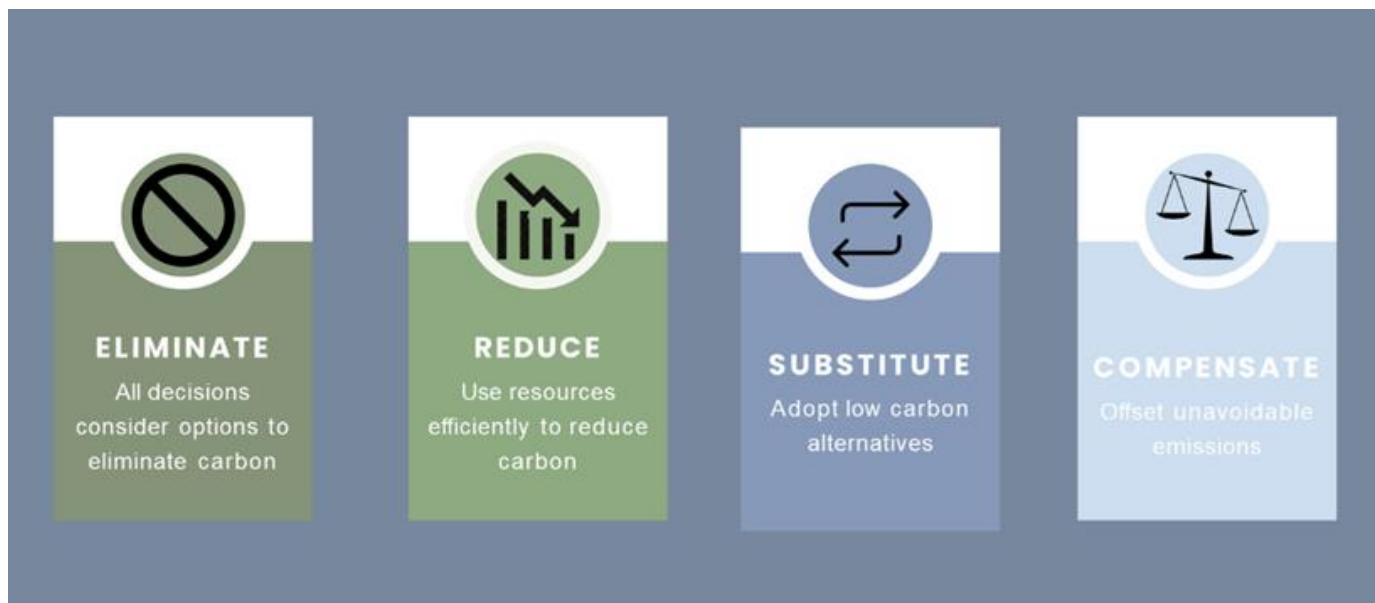 ELIMINATE
All decisions
consider options to
eliminate carbon
REDUCE
Use resources
efficiently to reduce
carbon
SUBSTITUTE
Adopt low carbon
alternatives
COMPENSATE
Offset unavoidable
emissions